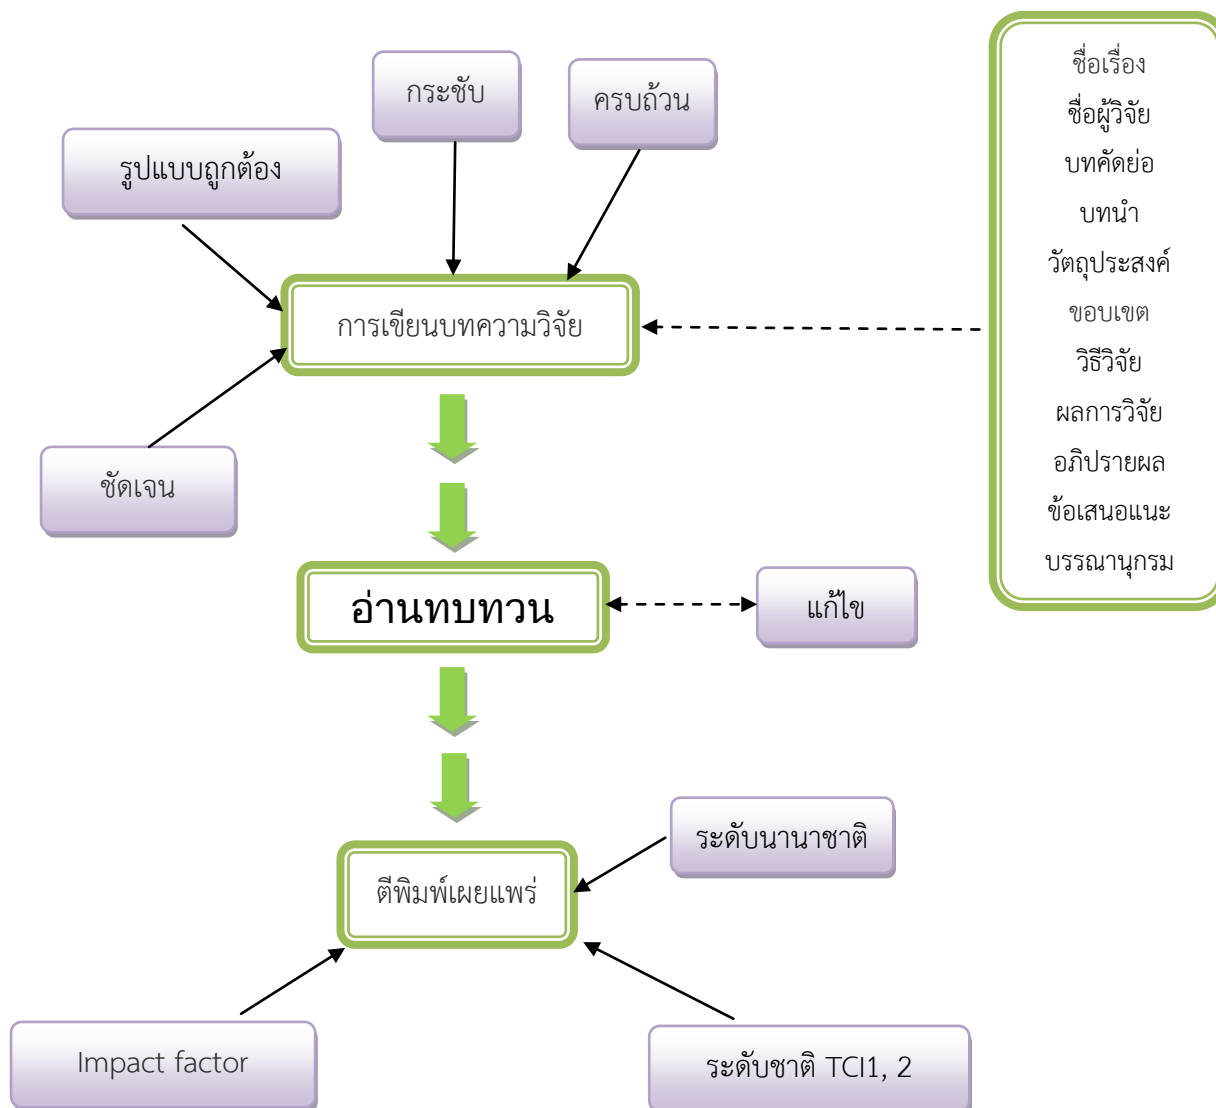 กระชับ
ครบถ้วน
รูปแบบถูกต้อง
การเขียนบทความวิจัย
ชัดเจน
ชื่อเรื่อง
ชื่อผู้วิจัย
บทคัดย่อ
บทนำ
วัตถุประสงค์
ขอบเขต
วิธีวิจัย
ผลการวิจัย
อภิปรายผล
ข้อเสนอแนะ
บรรณานุกรม
อ่านทบทวน
แก้ไข
ระดับนานาชาติ
ตีพิมพ์เผยแพร่
Impact factor
ระดับชาติ TCI1, 2